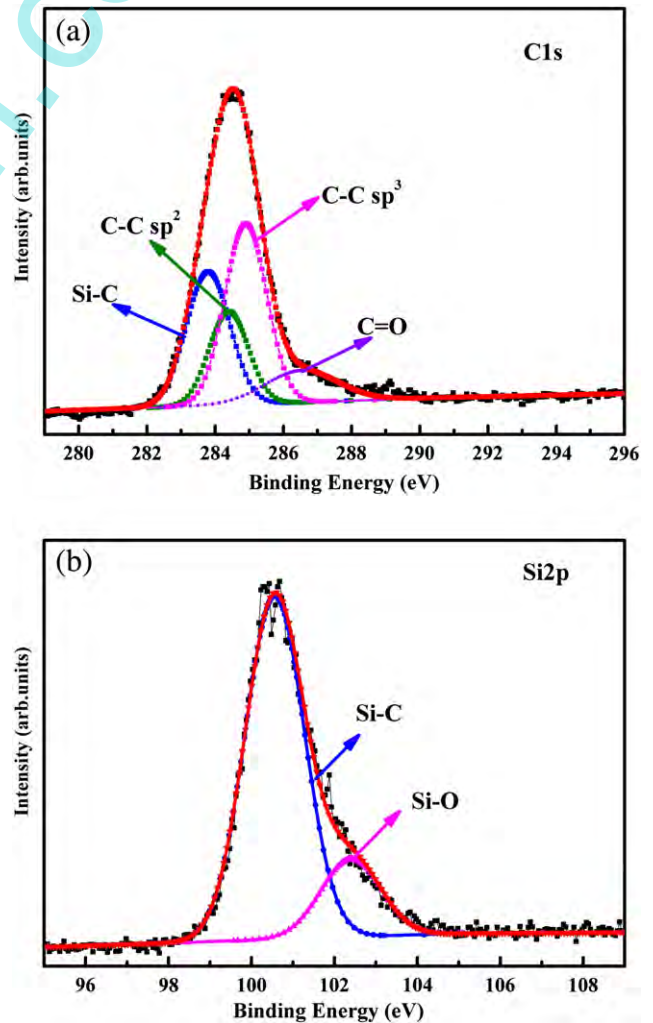 (a)
C1s
C-C sp³
C-C sp²
Si-C
C=O
Intensity (arb.units)
280 282 284 286 288 290 292 294 296
Binding Energy (eV)
(b)
Si2p
Si-C
Si-O
Intensity (arb.units)
96 98 100 102 104 106 108
Binding Energy (eV)